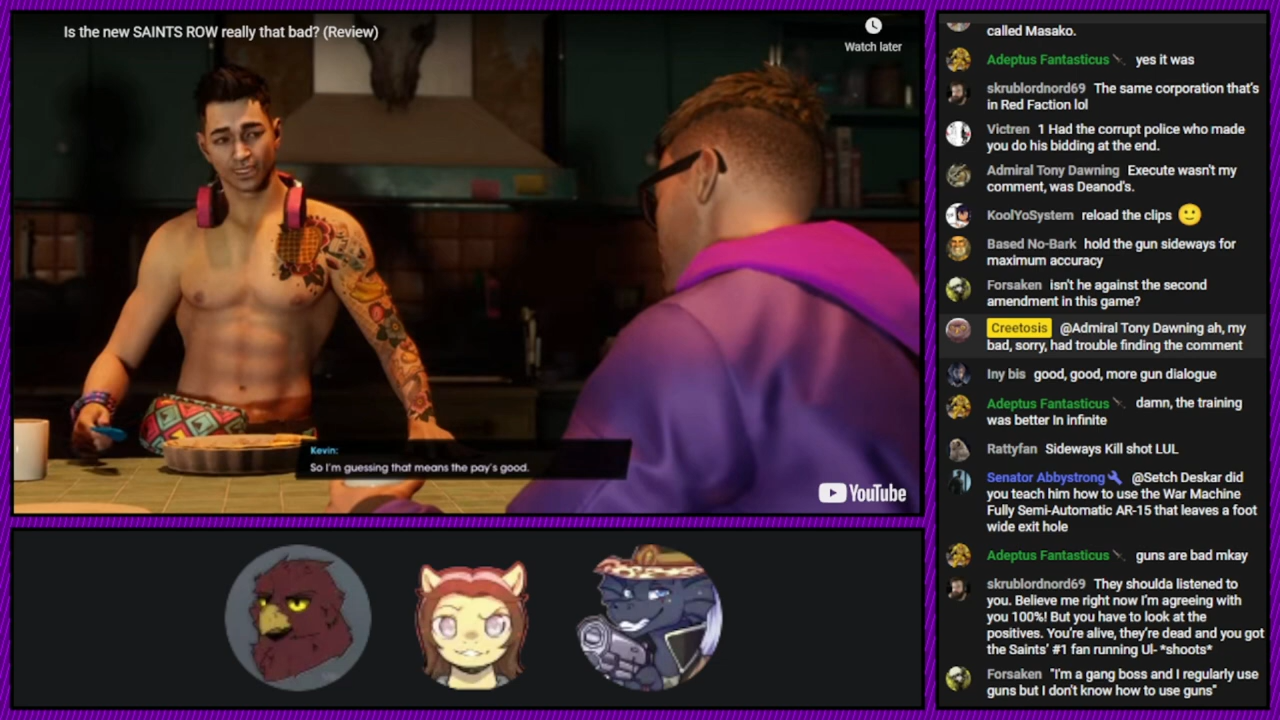 Is the new SAINTS ROW really that bad? (Review)
Watch later
Kevin:
So I'm guessing that means the pay's good.
YouTube
called Masako.
Adeptus Fantasticus yes it was
skrublordnord69 The same corporation that's
in Red Faction lol
Victren 1 Had the corrupt police who made
you do his bidding at the end.
Admiral Tony Dawning Execute wasn't my
comment, was Deanod's.
KoolYoSystem reload the clips
Based No-Bark hold the gun sideways for
maximum accuracy
Forsaken isn't he against the second
amendment in this game?
Creetosis @Admiral Tony Dawning ah, my
bad, sorry, had trouble finding the comment
Iny bis good, good, more gun dialogue
Adeptus Fantasticus damn, the training
was better In infinite
Rattyfan Sideways Kill shot LUL
Senator Abbystrong @Setch Deskar did
you teach him how to use the War Machine
Fully Semi-Automatic AR-15 that leaves a foot
wide exit hole
Adeptus Fantasticus guns are bad mkay
skrublordnord69 They shoulda listened to
you. Believe me right now I'm agreeing with
you 100%! But you have to look at the
positives. You're alive, they're dead and you got
the Saints' #1 fan running UI- *shoots*
Forsaken "I'm a gang boss and I regularly use
guns but I don't know how to use guns"